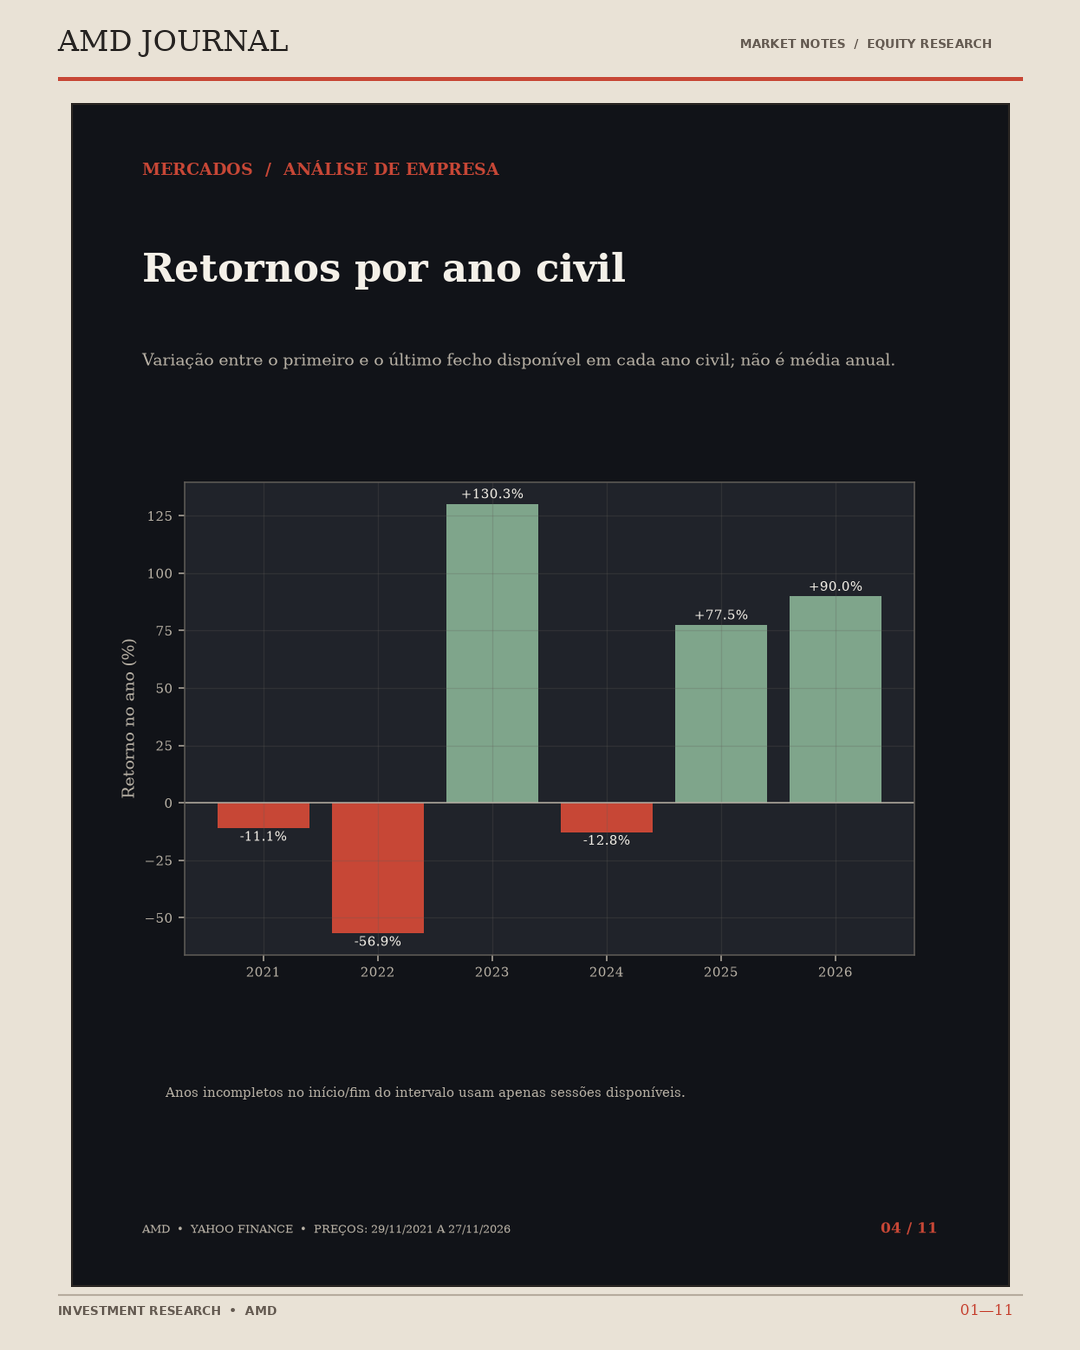 AMD JOURNAL
MARKET NOTES / EQUITY RESEARCH
MERCADOS / ANÁLISE DE EMPRESA
Retornos por ano civil
Variação entre o primeiro e o último fecho disponível em cada ano civil; não é média anual.
Retorno no ano (%)
125
100
75
50
25
0
−25
−50
+130.3%
+90.0%
+77.5%
-11.1%
-12.8%
-56.9%
2021 2022 2023 2024 2025 2026
Anos incompletos no início/fim do intervalo usam apenas sessões disponíveis.
AMD • YAHOO FINANCE • PREÇOS: 29/11/2021 A 27/11/2026
04 / 11
INVESTMENT RESEARCH • AMD
01—11